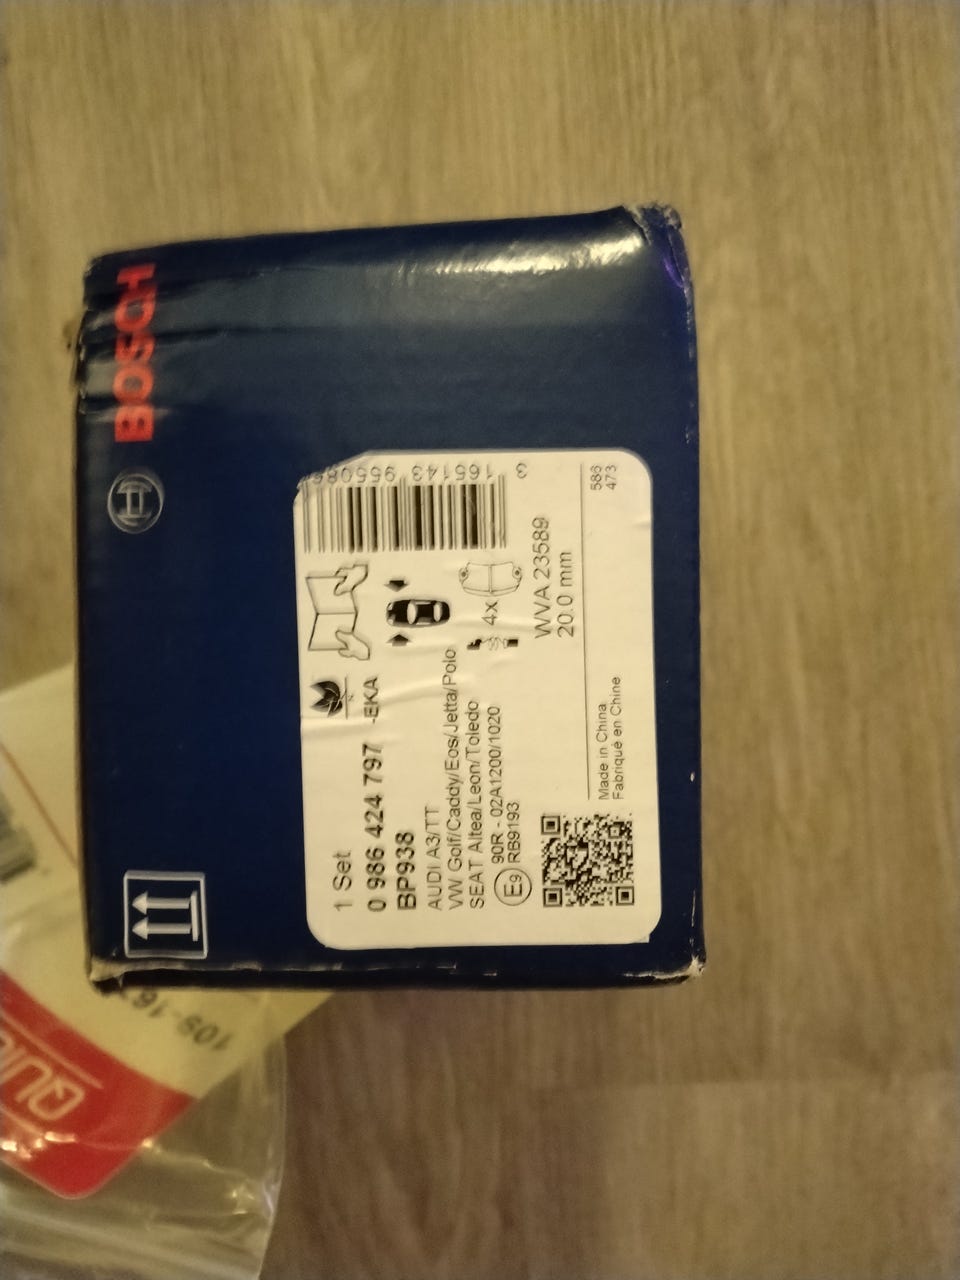 BOSCH
1 Set
0 986 424 797 -EKA
BP938
AUDI A3/TT
VW Golf/Caddy/Eos/Jetta/Polo
SEAT Altea/Leon/Toledo
E9
90R - 02A1200/1020
RB9193
4x
WVA 23589
20.0 mm
Made in China
Fabriqué en Chine
586
473